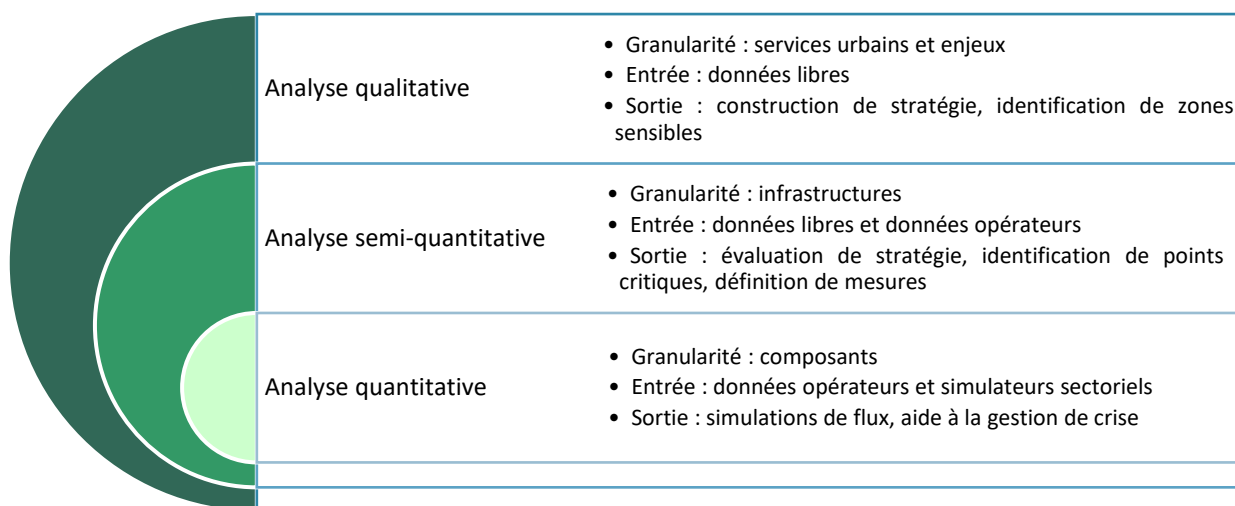 Analyse qualitative
• Granularité : services urbains et enjeux
• Entrée : données libres
• Sortie : construction de stratégie, identification de zones
sensibles
Analyse semi-quantitative
• Granularité : infrastructures
• Entrée : données libres et données opérateurs
• Sortie : évaluation de stratégie, identification de points
critiques, définition de mesures
Analyse quantitative
• Granularité : composants
• Entrée : données opérateurs et simulateurs sectoriels
• Sortie : simulations de flux, aide à la gestion de crise